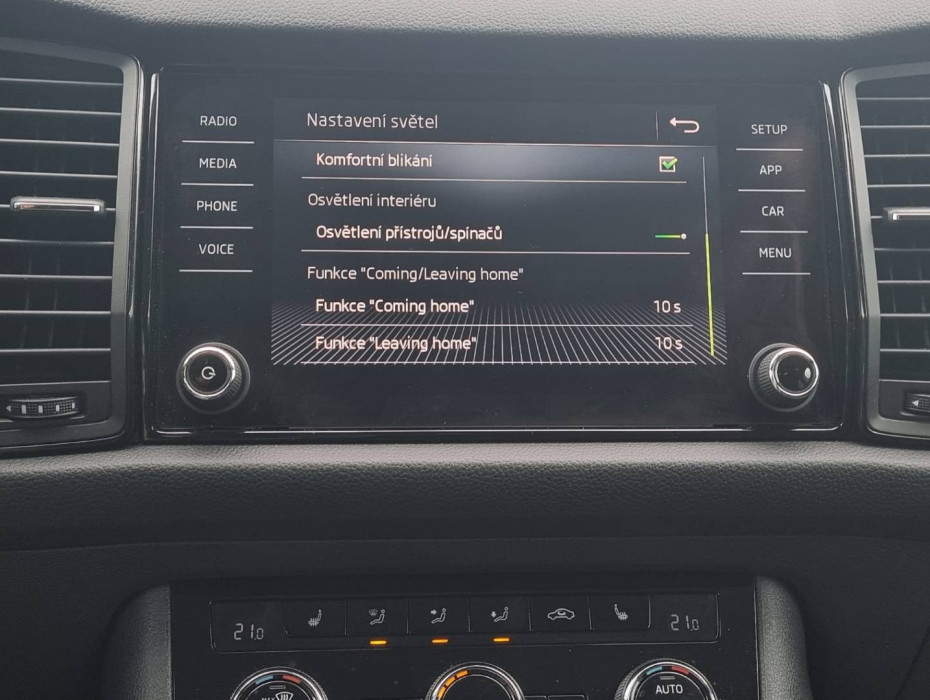 RADIO
MEDIA
PHONE
VOICE
Nastavení světel
Komfortní blikání
Osvětlení interiéru
Osvětlení přístrojů/spínačů
Funkce "Coming/Leaving home"
Funkce "Coming home" 10 s
Funkce "Leaving home" 10 s
SETUP
APP
CAR
MENU
21.0
21.0
AUTO